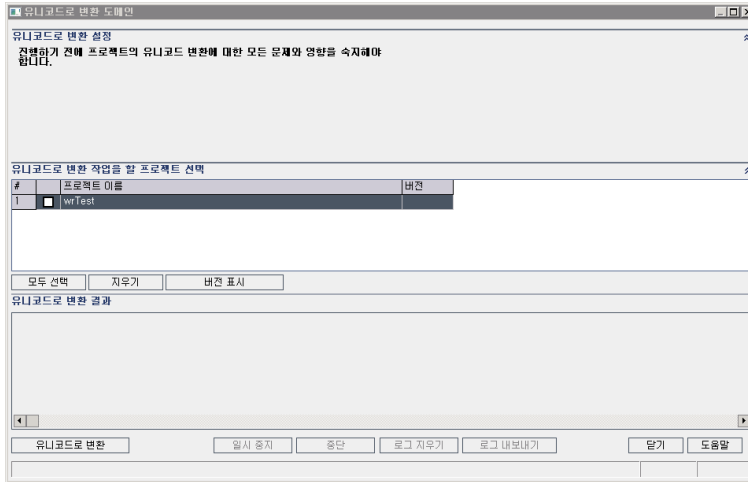 유니코드로 변환 도메인
유니코드로 변환 설정
진행하기 전에 프로젝트의 유니코드 변환에 대한 모든 문제와 영향을 숙지해야
합니다.
유니코드로 변환 작업을 할 프로젝트 선택
# 프로젝트 이름 버전
1 wrTest
모두 선택 지우기 버전 표시
유니코드로 변환 결과
유니코드로 변환 일시 중지 중단 로그 지우기 로그 내보내기 닫기 도움말